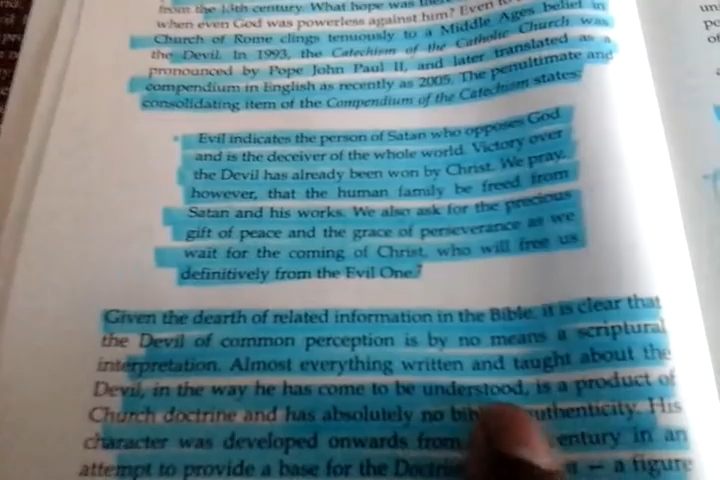 from the 13th century. What hope was
when even God was powerless against him? Even
Church of Rome clings tenuously to a Middle Ages belief in
the Devil. In 1993, the Catechism of the Catholic Church was
pronounced by Pope John Paul II, and later translated as a
compendium in English as recently as 2005. The penultimate and
consolidating item of the Compendium of the Catechism states:
Evil indicates the person of Satan who opposes God
and is the deceiver of the whole world. Victory over
the Devil has already been won by Christ. We pray,
however, that the human family be freed from
Satan and his works. We also ask for the precious
gift of peace and the grace of perseverance as we
wait for the coming of Christ, who will free us
definitively from the Evil One.7
Given the dearth of related information in the Bible, it is clear that
the Devil of common perception is by no means a scriptural
interpretation. Almost everything written and taught about the
Devil, in the way he has come to be understood, is a product of
Church doctrine and has absolutely no authenticity. His
character was developed onwards from in an
attempt to provide a base for the — a figure